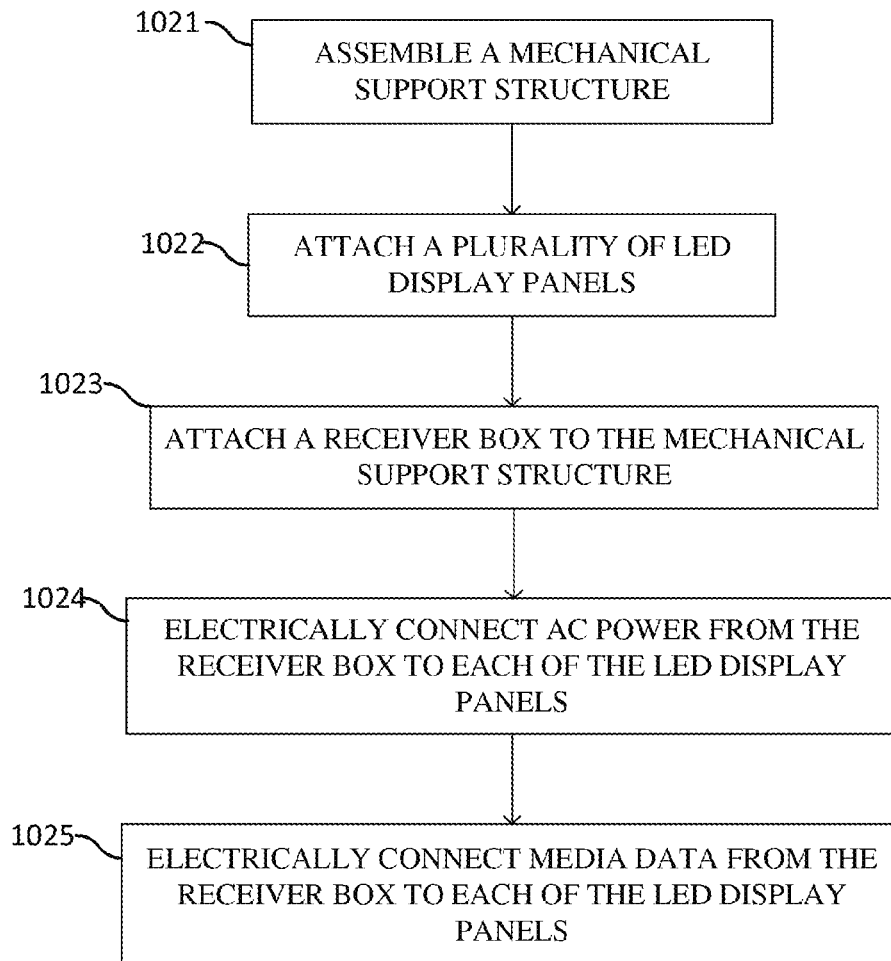 1021
ASSEMBLE A MECHANICAL
SUPPORT STRUCTURE
1022
ATTACH A PLURALITY OF LED
DISPLAY PANELS
1023
ATTACH A RECEIVER BOX TO THE MECHANICAL
SUPPORT STRUCTURE
1024
ELECTRICALLY CONNECT AC POWER FROM THE
RECEIVER BOX TO EACH OF THE LED DISPLAY
PANELS
1025
ELECTRICALLY CONNECT MEDIA DATA FROM THE
RECEIVER BOX TO EACH OF THE LED DISPLAY
PANELS